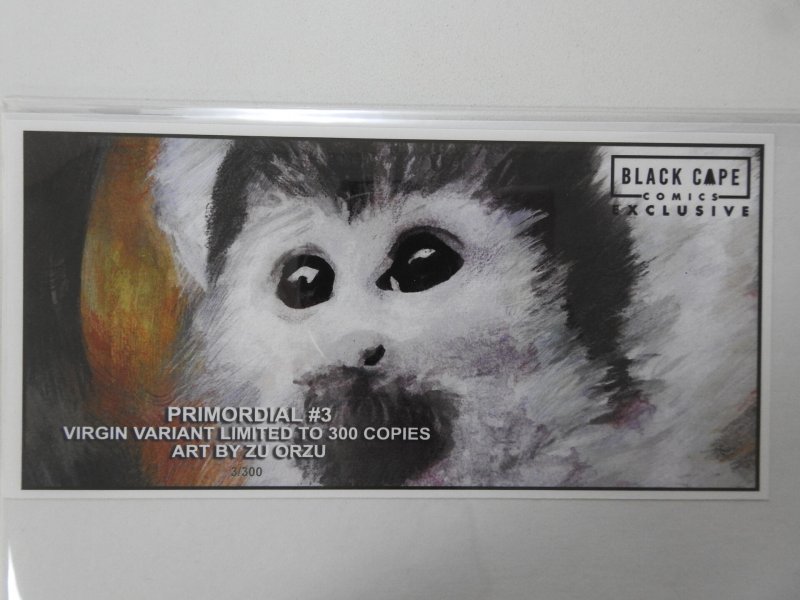 BLACK CAPE
COMICS
EXCLUSIVE
PRIMORDIAL #3
VIRGIN VARIANT LIMITED TO 300 COPIES
ART BY ZU ORZU
3/300